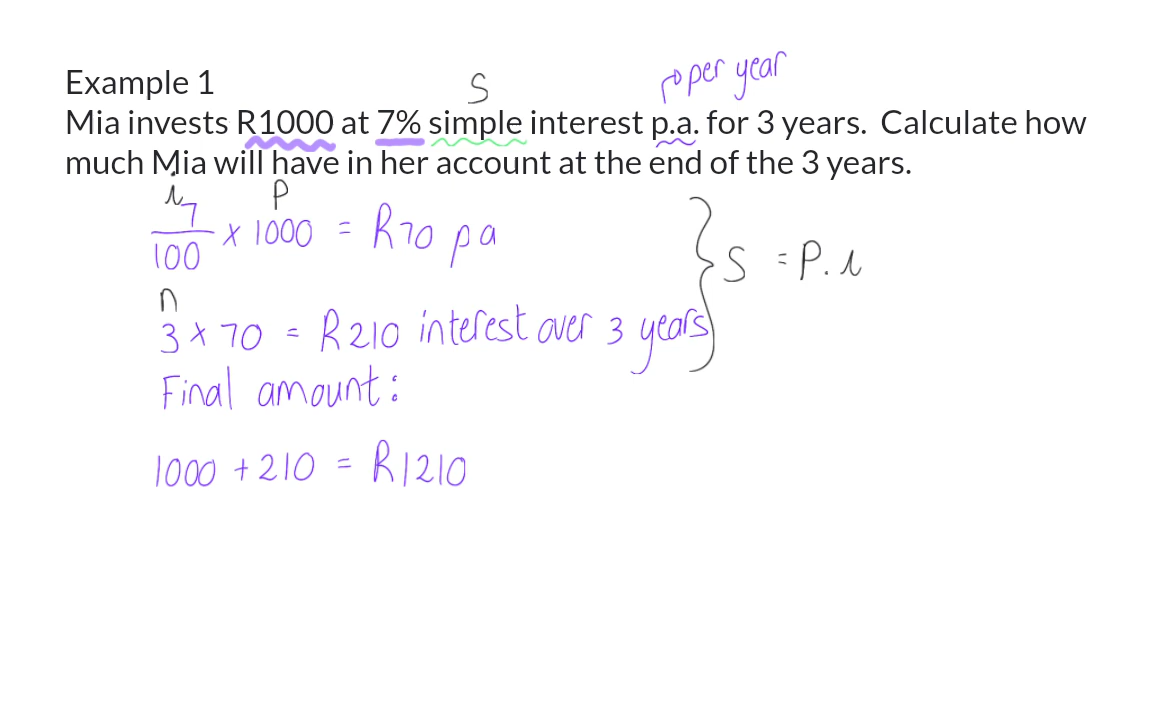 Example 1
S
per year
Mia invests R1000 at 7% simple interest p.a. for 3 years. Calculate how
much Mia will have in her account at the end of the 3 years.
i P
7/100 x 1000 = R70 pa
S = P.i
n
3 x 70 = R210 interest over 3 years
Final amount:
1000 + 210 = R1210